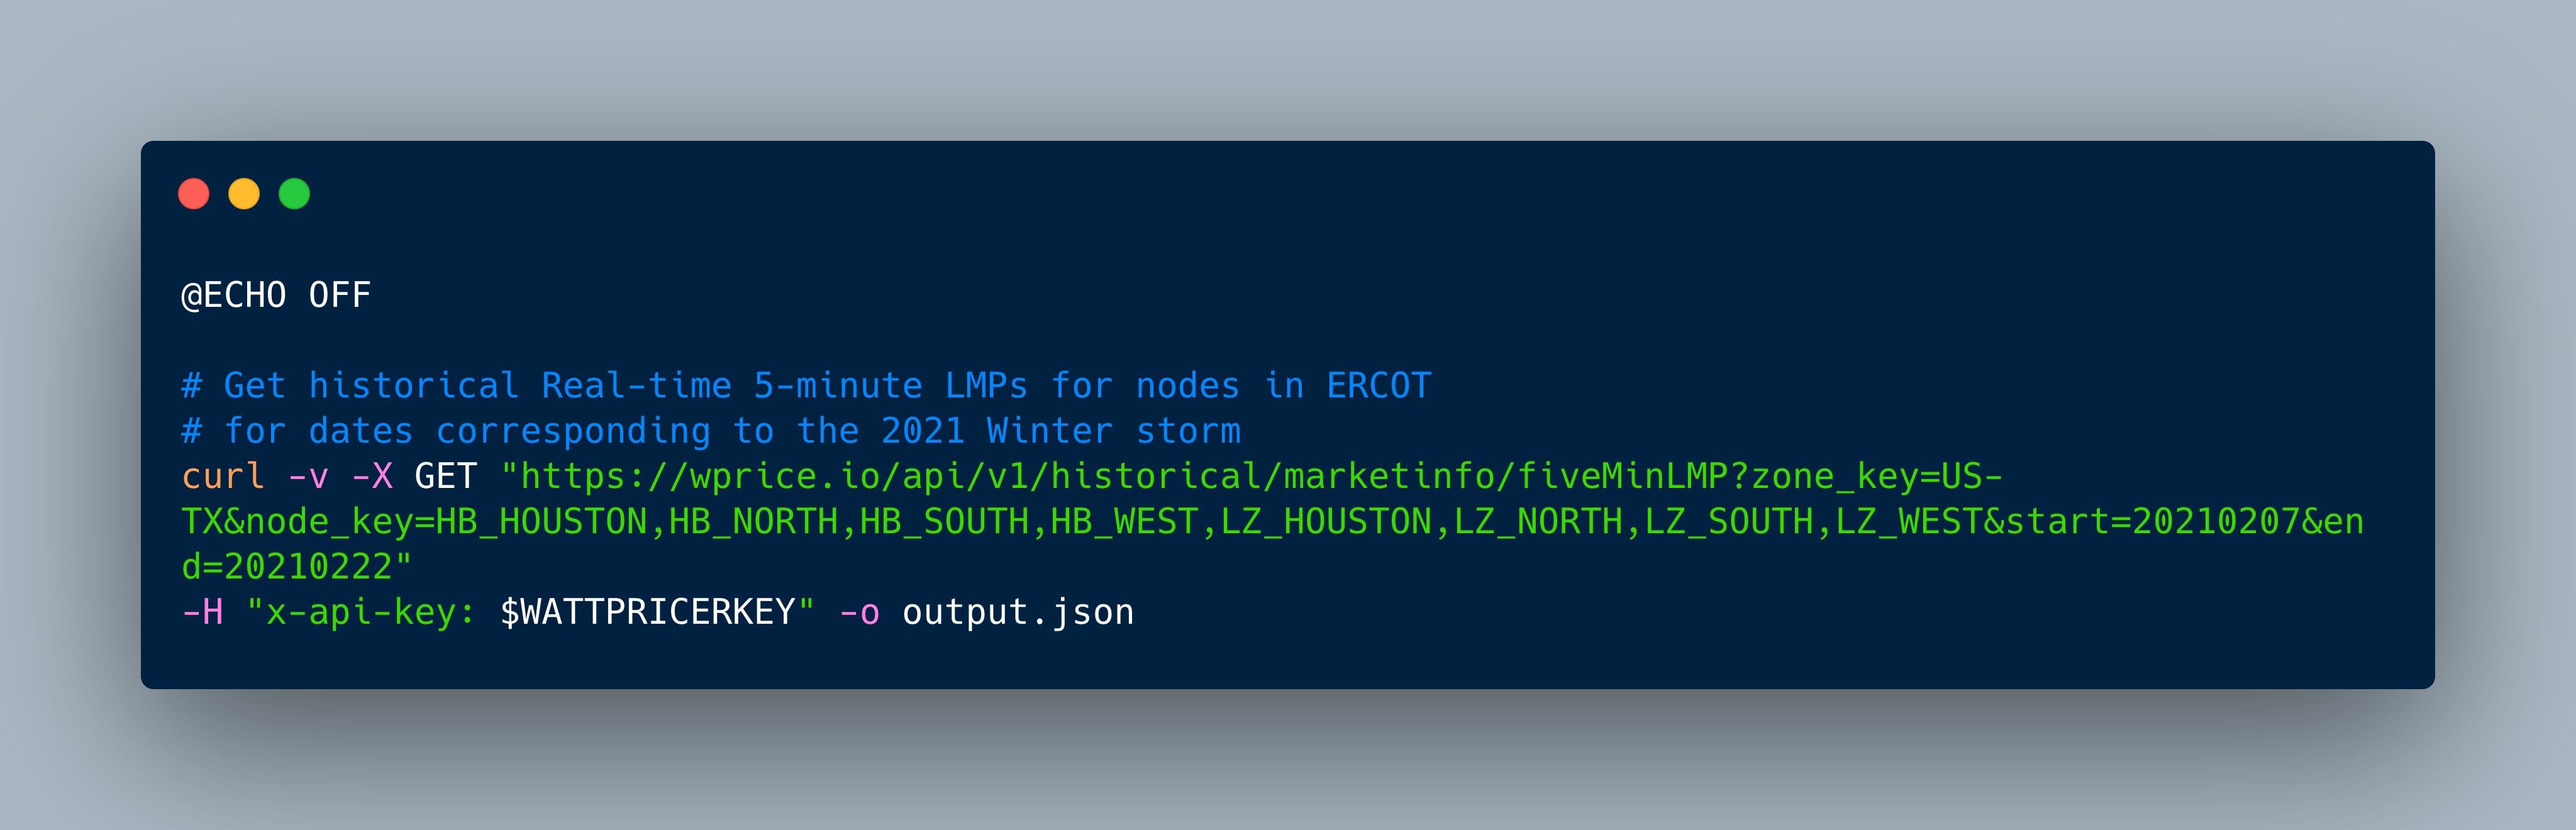 @ECHO OFF
# Get historical Real-time 5-minute LMPs for nodes in ERCOT
# for dates corresponding to the 2021 Winter storm
curl -v -X GET "https://wprice.io/api/v1/historical/marketinfo/fiveMinLMP?zone_key=US-
TX&node_key=HB_HOUSTON,HB_NORTH,HB_SOUTH,HB_WEST,LZ_HOUSTON,LZ_NORTH,LZ_SOUTH,LZ_WEST&start=20210207&en
d=20210222"
-H "x-api-key: $WATTPRICERKEY" -o output.json